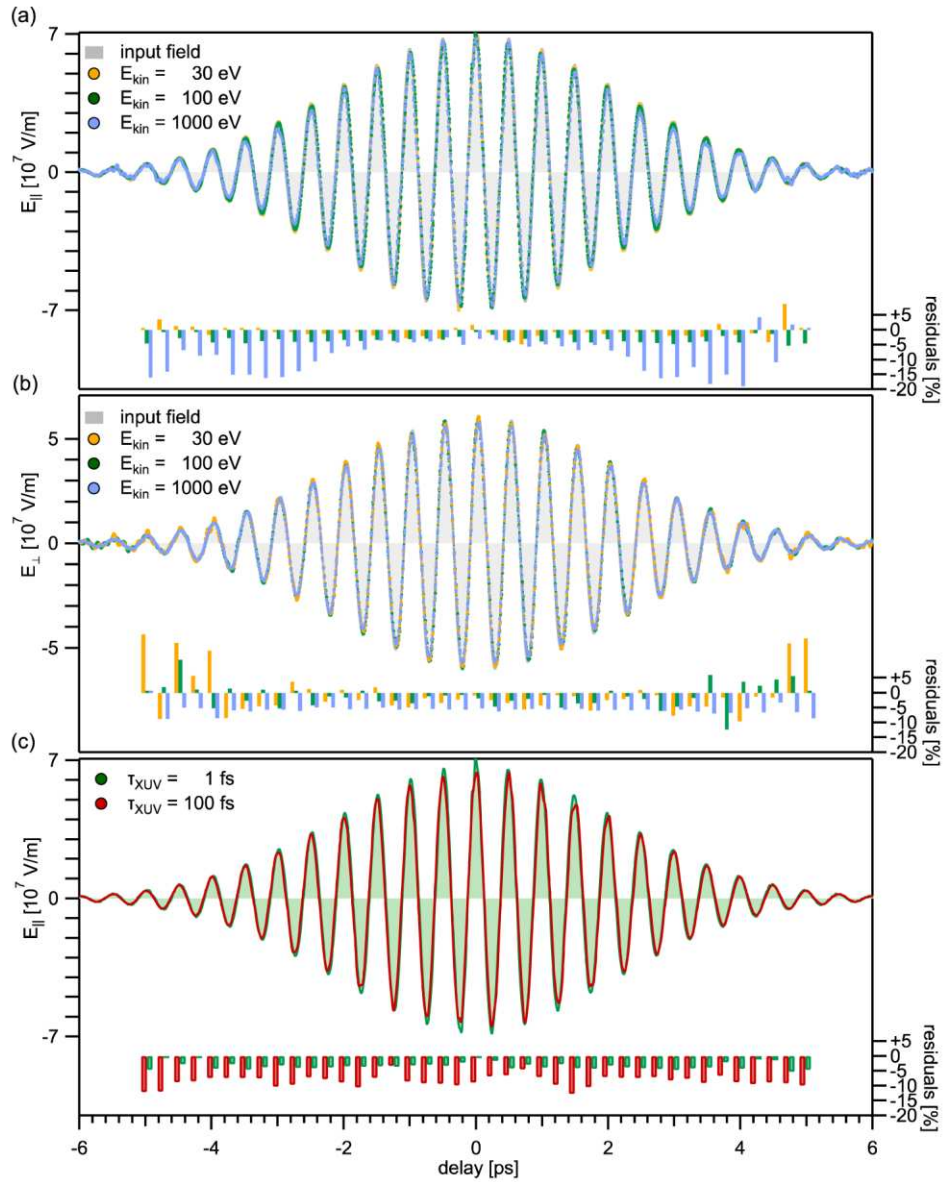 (a)
7
input field
E_kin = 30 eV
E_kin = 100 eV
E_kin = 1000 eV
0
E_|| [10^7 V/m]
-7
+5
0
-5
-10
-15
-20
residuals [%]
(b)
input field
E_kin = 30 eV
E_kin = 100 eV
E_kin = 1000 eV
5
0
E_⊥ [10^7 V/m]
-5
+5
0
-5
-10
-15
-20
residuals [%]
(c)
7
τ_XUV = 1 fs
τ_XUV = 100 fs
0
E_|| [10^7 V/m]
-7
+5
0
-5
-10
-15
-20
residuals [%]
-6 -4 -2 0 2 4 6
delay [ps]